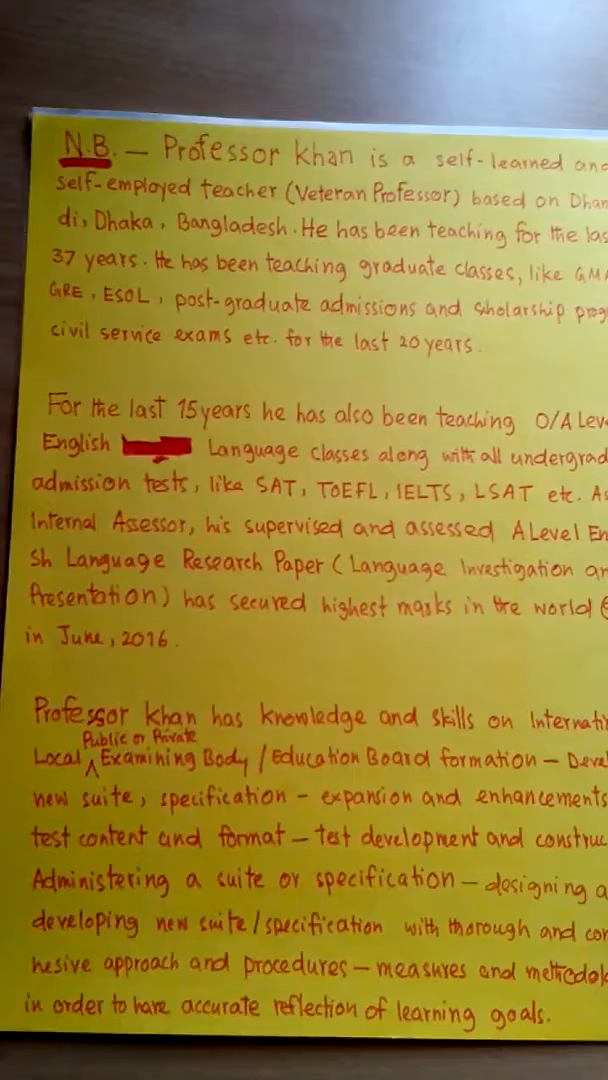 N.B. — Professor Khan is a self-learned and
self-employed teacher (Veteran Professor) based on Dhan
di, Dhaka, Bangladesh. He has been teaching for the las
37 years. He has been teaching graduate classes, like GMA
GRE, ESOL, post-graduate admissions and scholarship prog
civil service exams etc. for the last 20 years.
For the last 15 years he has also been teaching O/A Lev
English Language classes along with all undergrad
admission tests, like SAT, TOEFL, IELTS, LSAT etc. As
Internal Assessor, his supervised and assessed A Level En
sh Language Research Paper (Language Investigation an
Presentation) has secured highest marks in the world
in June, 2016.
Professor Khan has knowledge and skills on Internati
Public or Private
Local ^ Examining Body / Education Board formation — Deve
new suite, specification – expansion and enhancements
test content and format – test development and construc
Administering a suite or specification – designing a
developing new suite/specification with thorough and com
hesive approach and procedures – measures and methodol
in order to have accurate reflection of learning goals.